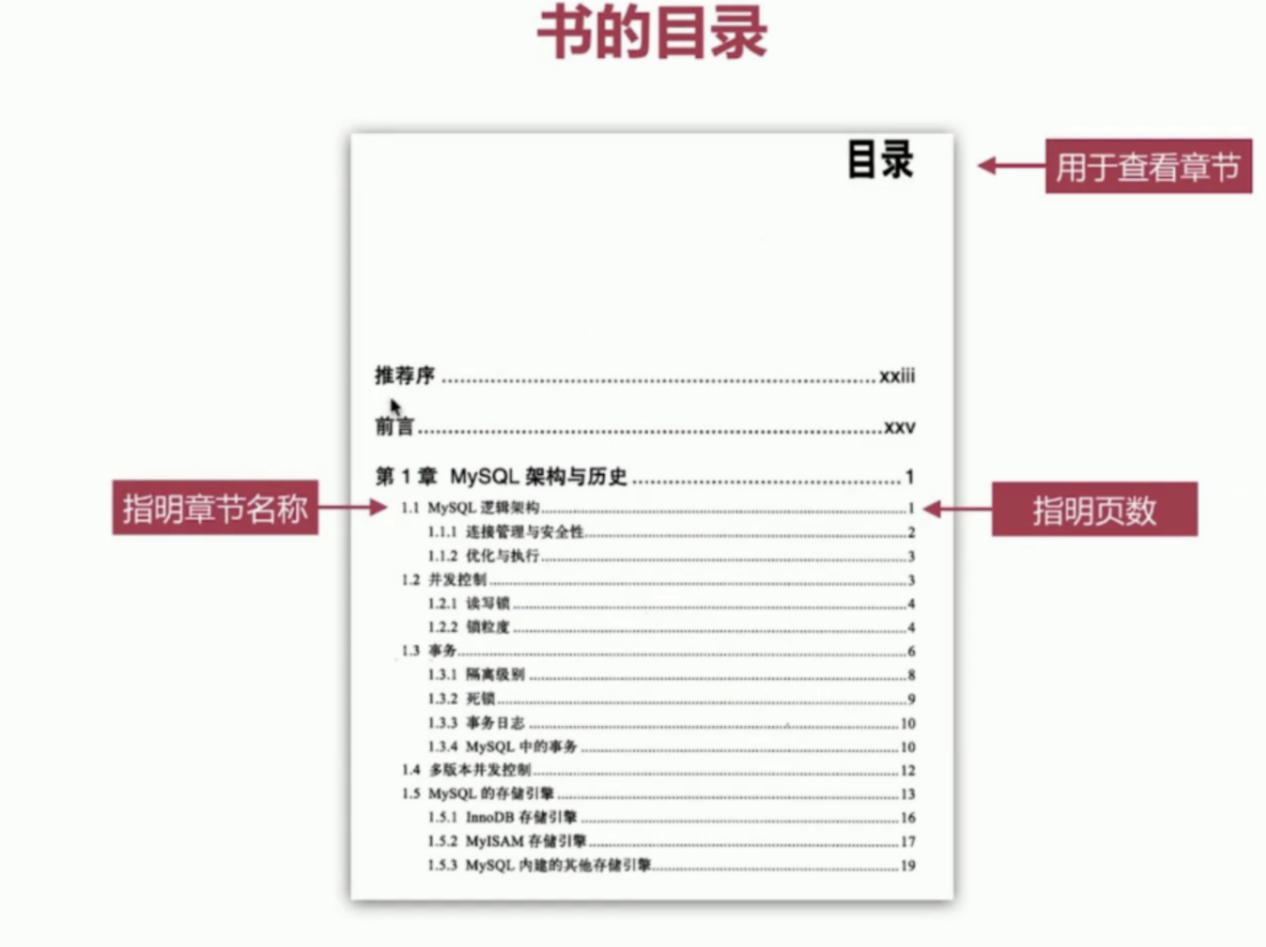 书的目录
目录
用于查看章节
推荐序 xxiii
前言 xxv
第 1 章 MySQL 架构与历史 1
指明章节名称
1.1 MySQL 逻辑架构 1
指明页数
1.1.1 连接管理与安全性 2
1.1.2 优化与执行 3
1.2 并发控制 3
1.2.1 读写锁 4
1.2.2 锁粒度 4
1.3 事务 6
1.3.1 隔离级别 8
1.3.2 死锁 9
1.3.3 事务日志 10
1.3.4 MySQL 中的事务 10
1.4 多版本并发控制 12
1.5 MySQL 的存储引擎 13
1.5.1 InnoDB 存储引擎 16
1.5.2 MyISAM 存储引擎 17
1.5.3 MySQL 内建的其他存储引擎 19